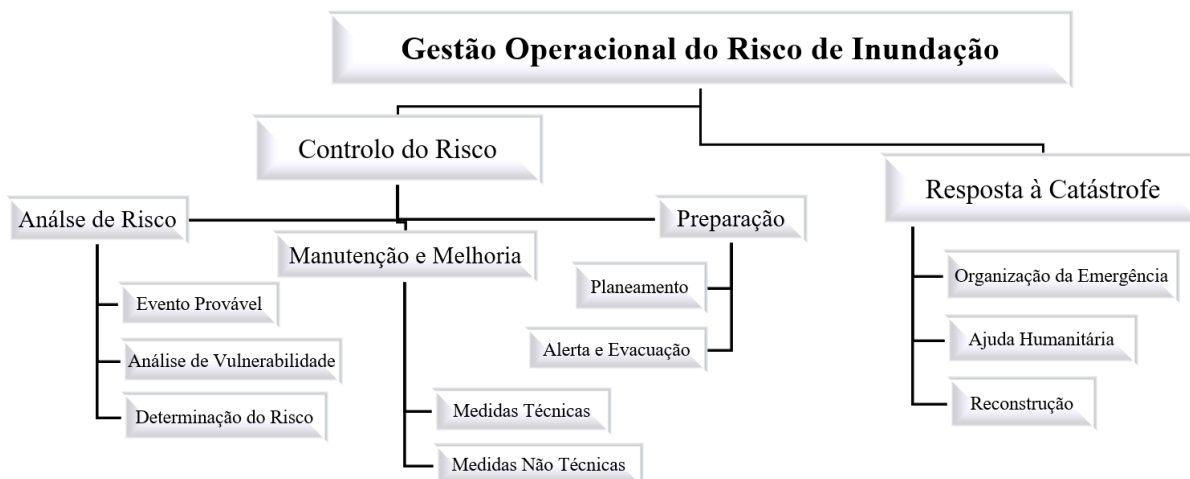 Gestão Operacional do Risco de Inundação
Controlo do Risco
Resposta à Catástrofe
Análse de Risco
Manutenção e Melhoria
Preparação
Evento Provável
Análise de Vulnerabilidade
Determinação do Risco
Medidas Técnicas
Medidas Não Técnicas
Planeamento
Alerta e Evacuação
Organização da Emergência
Ajuda Humanitária
Reconstrução